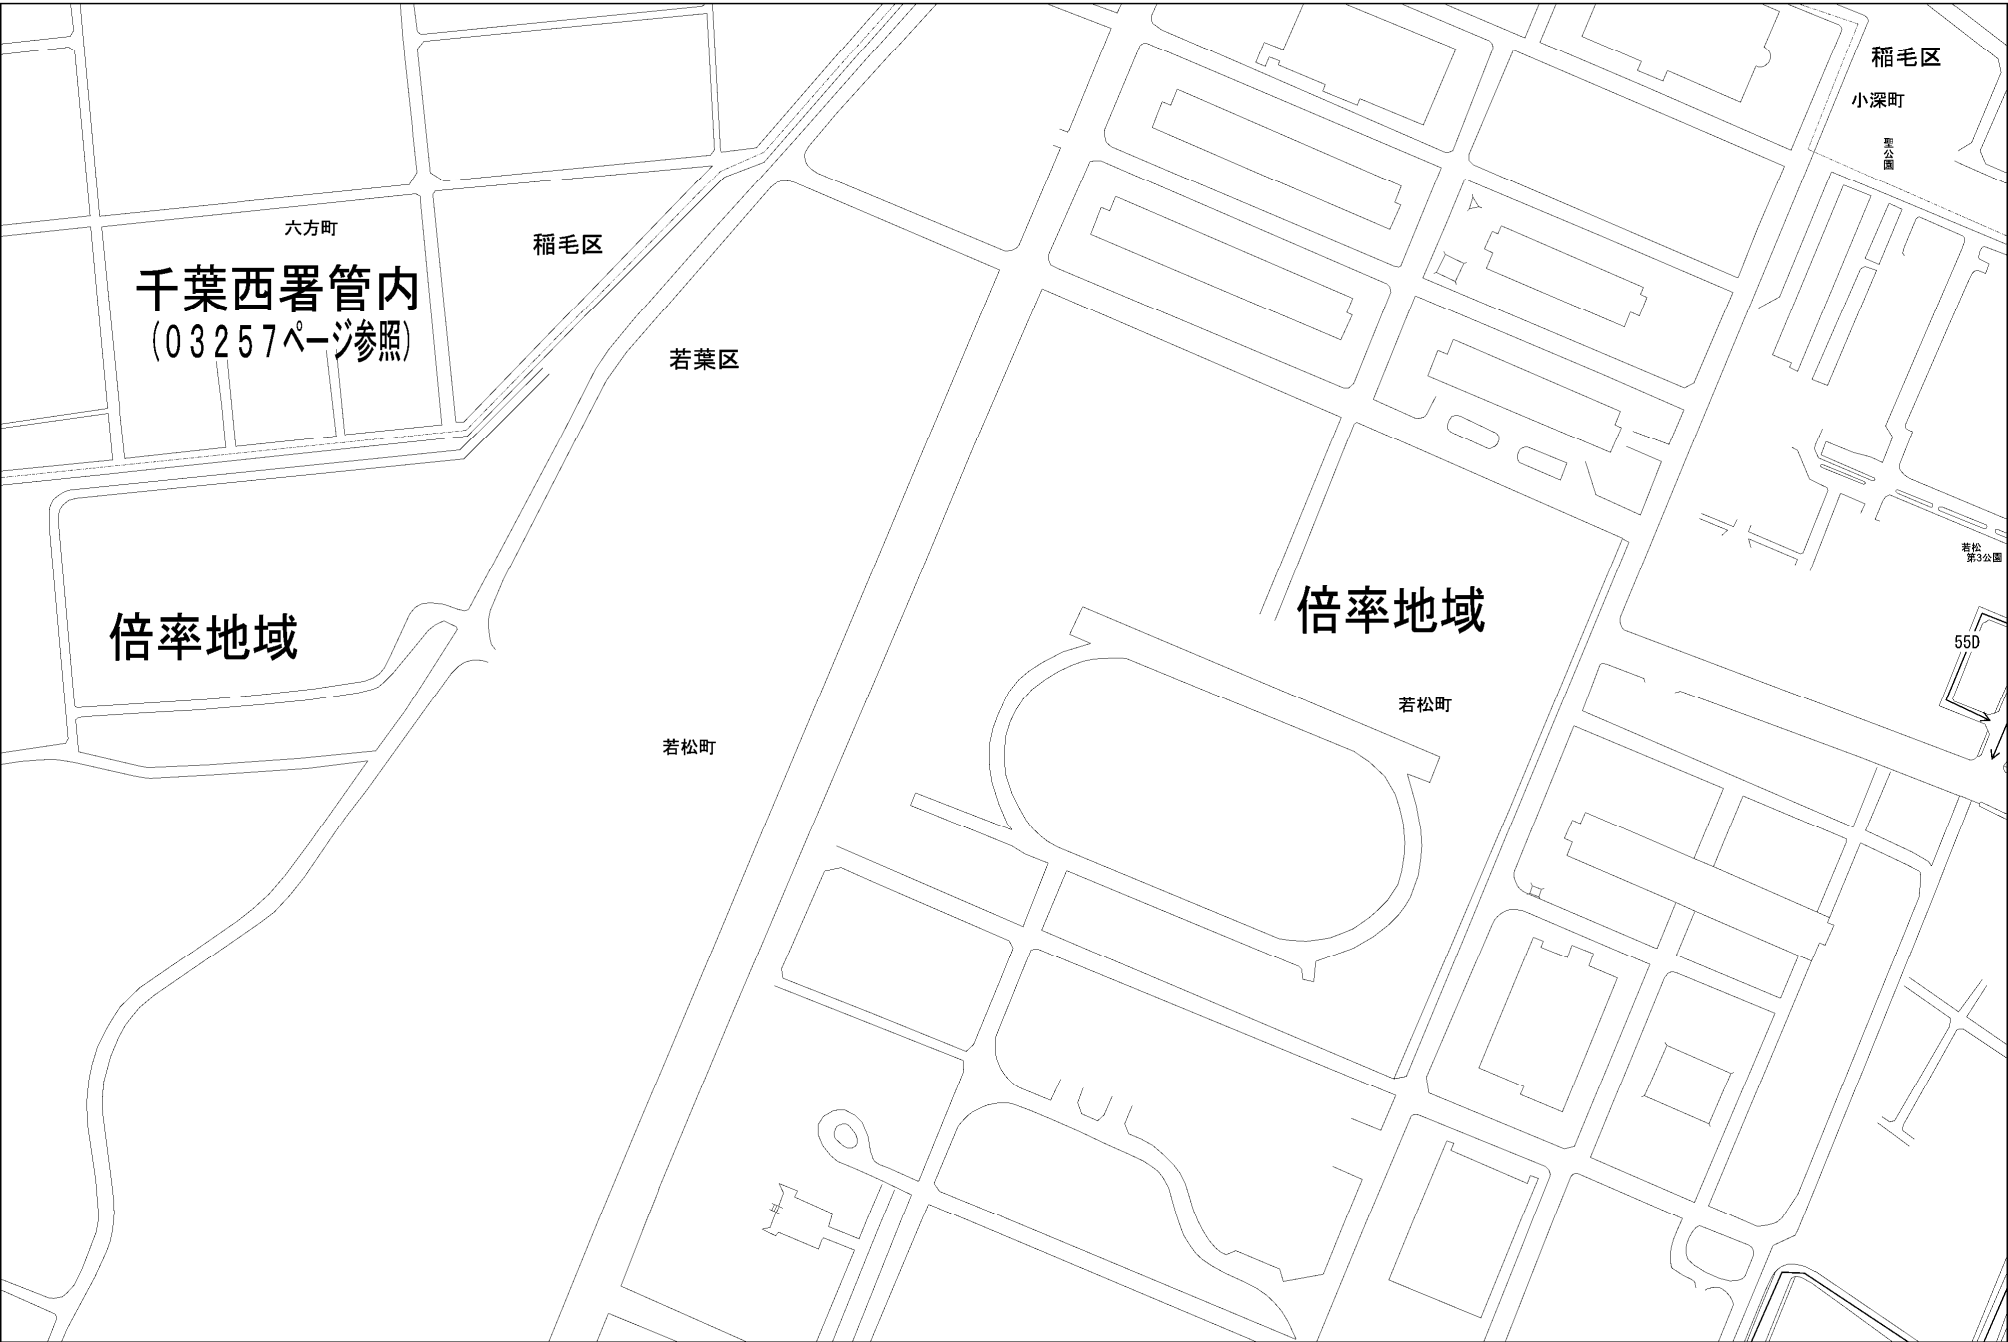 稲毛区
小深町
聖公園
六方町
稲毛区
千葉西署管内
(03257ページ参照)
若葉区
若松
第3公園
倍率地域
倍率地域
55D
若松町
若松町